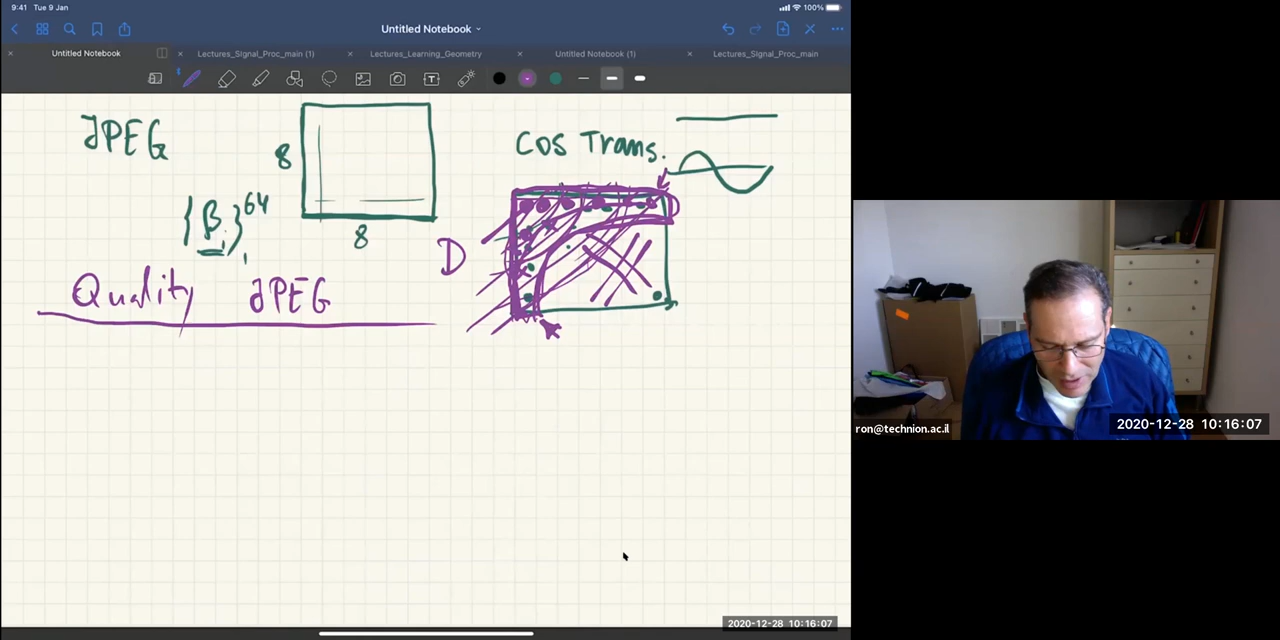 9:41 Tue 9 Jan
100%
Untitled Notebook
Untitled Notebook
Lectures_Signal_Proc_main (1)
Lectures_Learning_Geometry
Untitled Notebook (1)
Lectures_Signal_Proc_main
JPEG
8
8
Cos Trans.
{βi}64
1
D
D
Quality JPEG
ron@technion.ac.il
2020-12-28 10:16:07
2020-12-28 10:16:07